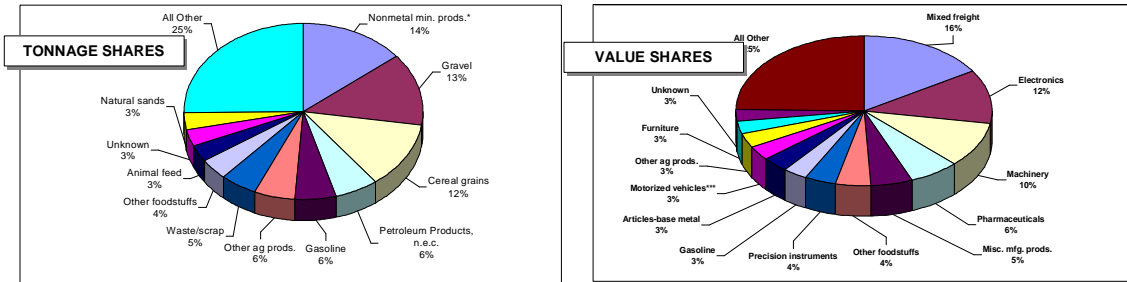 TONNAGE SHARES
All Other
25%
Nonmetal min. prods.*
14%
Gravel
13%
Cereal grains
12%
Petroleum Products,
n.e.c.
6%
Gasoline
6%
Other ag prods.
6%
Waste/scrap
5%
Other foodstuffs
4%
Animal feed
3%
Unknown
3%
Natural sands
3%
VALUE SHARES
All Other
5%
Mixed freight
16%
Electronics
12%
Machinery
10%
Pharmaceuticals
6%
Misc. mfg. prods.
5%
Other foodstuffs
4%
Precision instruments
4%
Gasoline
3%
Articles-base metal
3%
Motorized vehicles***
3%
Other ag prods.
3%
Furniture
3%
Unknown
3%